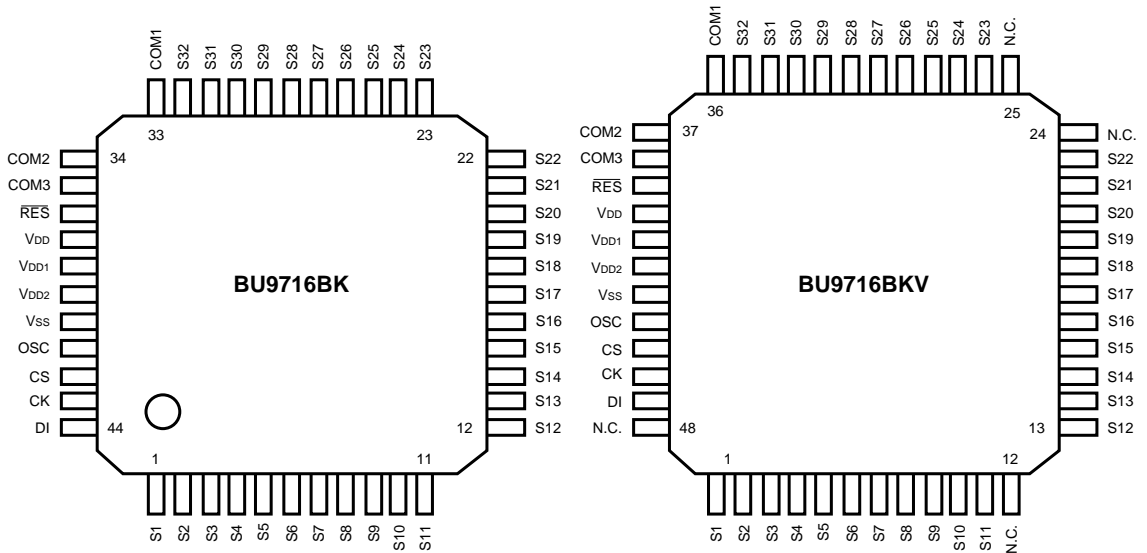 COM1
S32
S31
S30
S29
S28
S27
S26
S25
S24
S23
33
23
COM2
COM3
RES
VDD
VDD1
VDD2
VSS
OSC
CS
CK
DI
34
44
BU9716BK
22
12
S22
S21
S20
S19
S18
S17
S16
S15
S14
S13
S12
1
11
S1
S2
S3
S4
S5
S6
S7
S8
S9
S10
S11
COM1
S32
S31
S30
S29
S28
S27
S26
S25
S24
S23
N.C.
36
25
COM2
COM3
RES
VDD
VDD1
VDD2
VSS
OSC
CS
CK
DI
N.C.
37
48
BU9716BKV
24
13
N.C.
S22
S21
S20
S19
S18
S17
S16
S15
S14
S13
S12
1
12
S1
S2
S3
S4
S5
S6
S7
S8
S9
S10
S11
N.C.